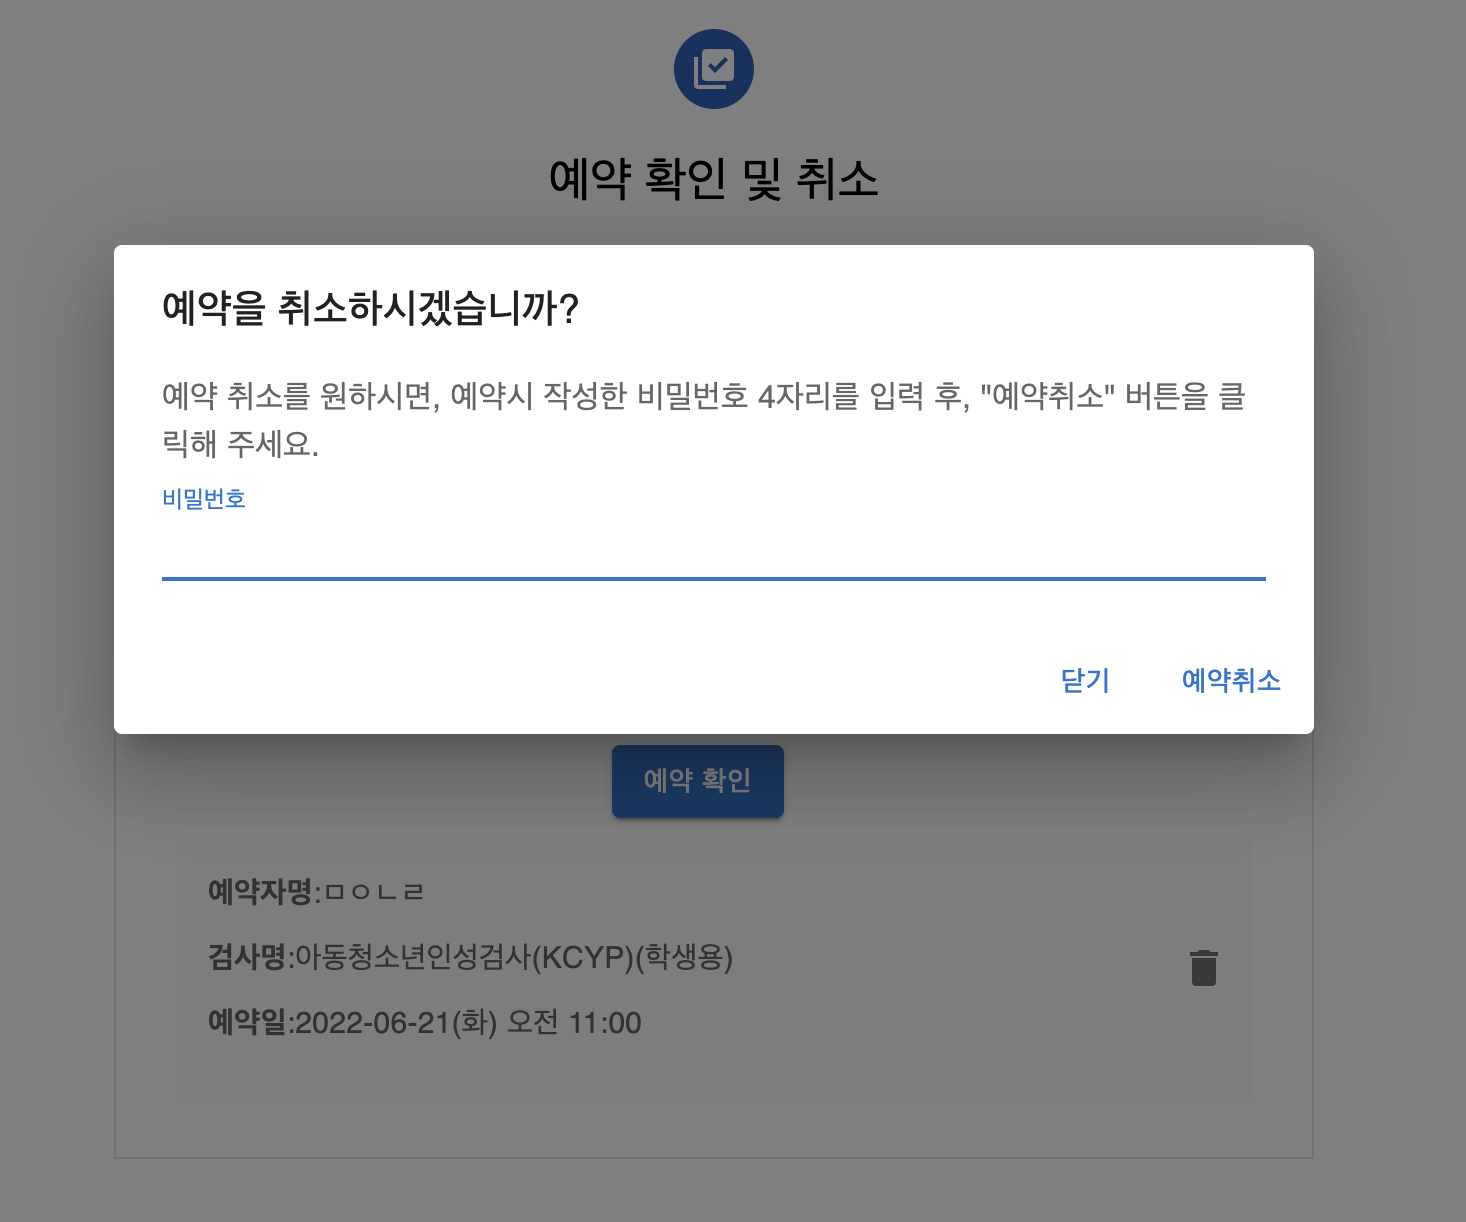 예약 확인 및 취소
예약을 취소하시겠습니까?
예약 취소를 원하시면, 예약시 작성한 비밀번호 4자리를 입력 후, "예약취소" 버튼을 클
릭해 주세요.
비밀번호
닫기 예약취소
예약 확인
예약자명:ㅁㅇㄴㄹ
검사명:아동청소년인성검사(KCYP)(학생용)
예약일:2022-06-21(화) 오전 11:00